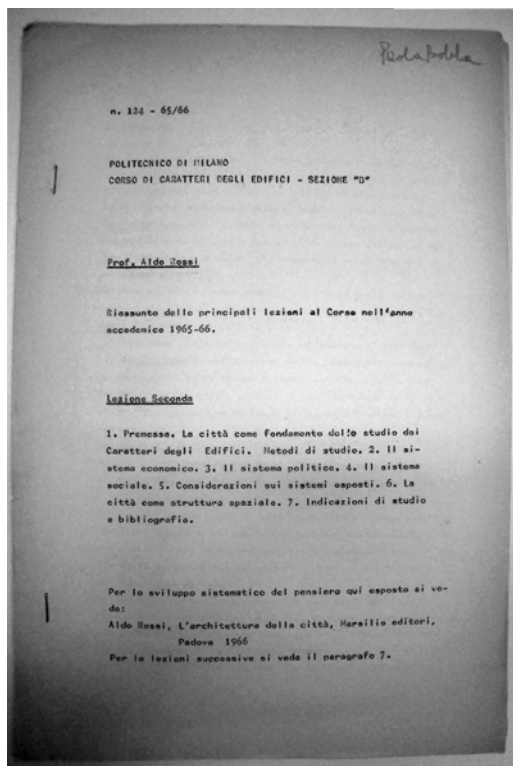 Paola
n. 124 - 65/66
POLITECNICO DI MILANO
CORSO DI CARATTERI DEGLI EDIFICI - SEZIONE "D"
Prof. Aldo Rossi
Riassunto delle principali lezioni al Corso nell'anno
accademico 1965-66.
Lezione Seconda
1. Premessa. La città come fondamento dello studio dei
Caratteri degli Edifici. Metodi di studio. 2. Il si-
stema economico. 3. Il sistema politico. 4. Il sistema
sociale. 5. Considerazioni sui sistemi esposti. 6. La
città come struttura spaziale. 7. Indicazioni di studio
e bibliografia.
Per lo sviluppo sistematico del pensiero qui esposto si ve-
da:
Aldo Rossi, L'architettura della città, Marsilio editori,
Padova 1966
Per le lezioni successive si veda il paragrafo 7.